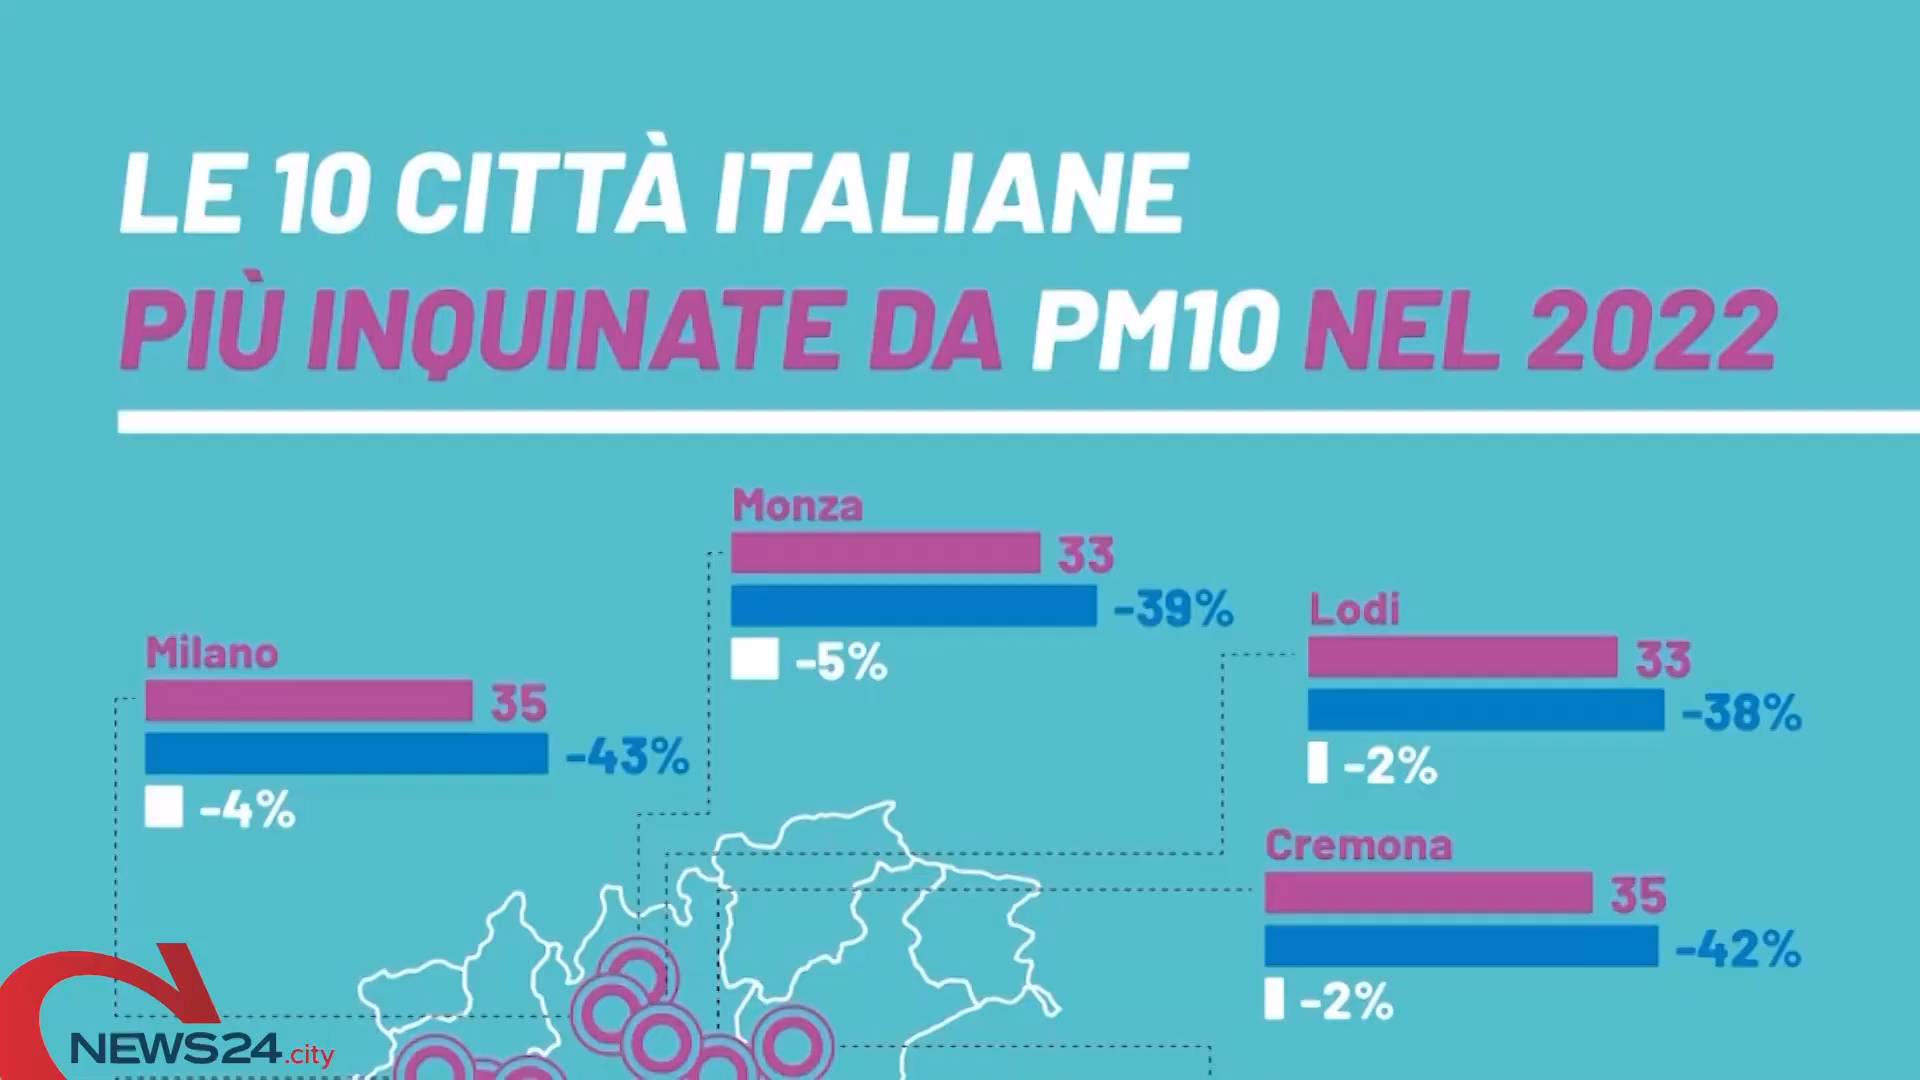 LE 10 CITTÀ ITALIANE
PIÙ INQUINATE DA PM10 NEL 2022
Monza
33
-39%
-5%
Lodi
33
-38%
-2%
Milano
35
-43%
-4%
Cremona
35
-42%
-2%
NEWS24.city